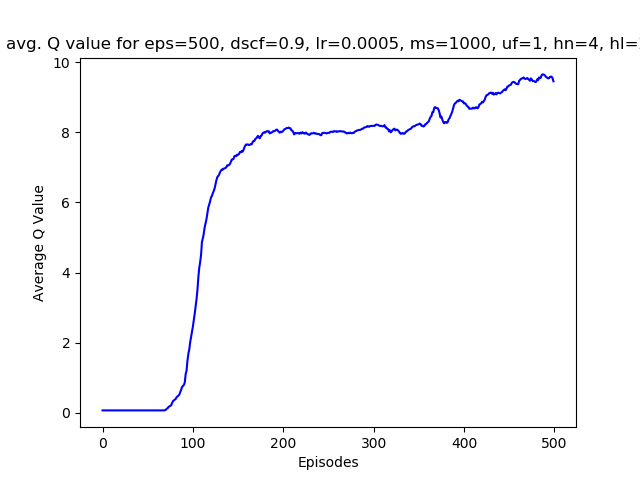 avg. Q value for eps=500, dscf=0.9, lr=0.0005, ms=1000, uf=1, hn=4, hl=
10
8
6
4
2
0
Average Q Value
0 100 200 300 400 500
Episodes